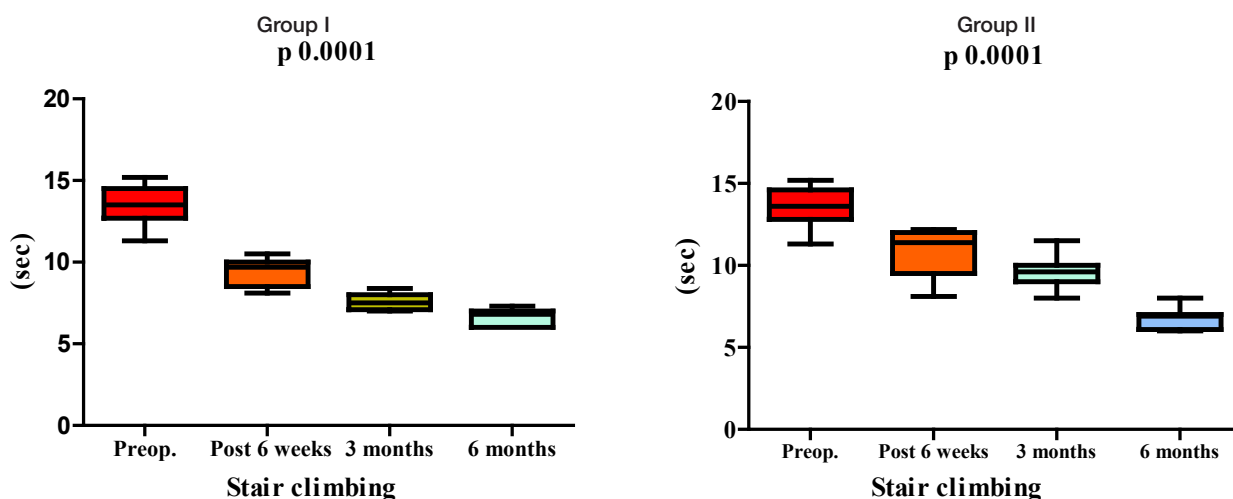 Group I
p 0.0001
20
15
10
5
0
(sec)
Preop. Post 6 weeks 3 months 6 months
Stair climbing
Group II
p 0.0001
20
15
10
5
0
(sec)
Preop. Post 6 weeks 3 months 6 months
Stair climbing